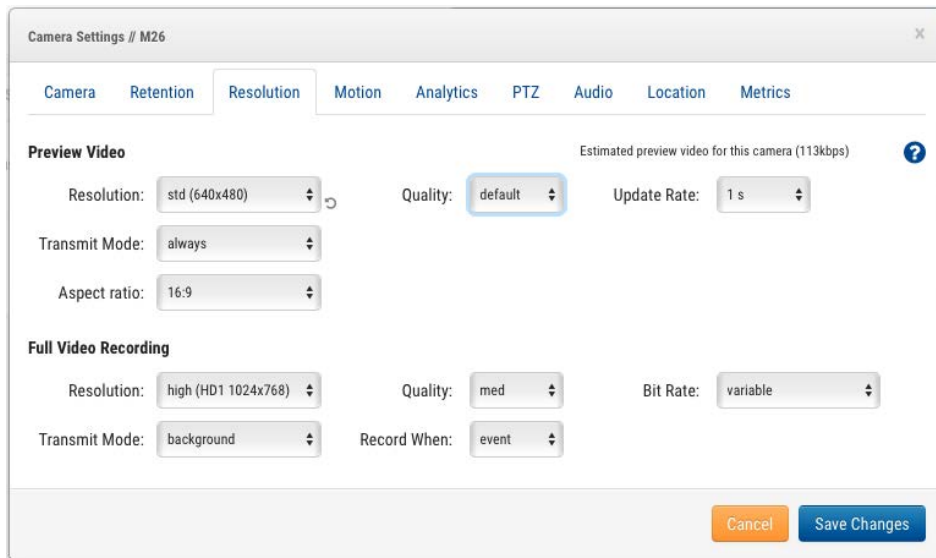 Camera Settings // M26 x
Camera Retention Resolution Motion Analytics PTZ Audio Location Metrics
Preview Video Estimated preview video for this camera (113kbps) ?
Resolution: std (640x480) Quality: default Update Rate: 1 s
Transmit Mode: always
Aspect ratio: 16:9
Full Video Recording
Resolution: high (HD1 1024x768) Quality: med Bit Rate: variable
Transmit Mode: background Record When: event
Cancel Save Changes